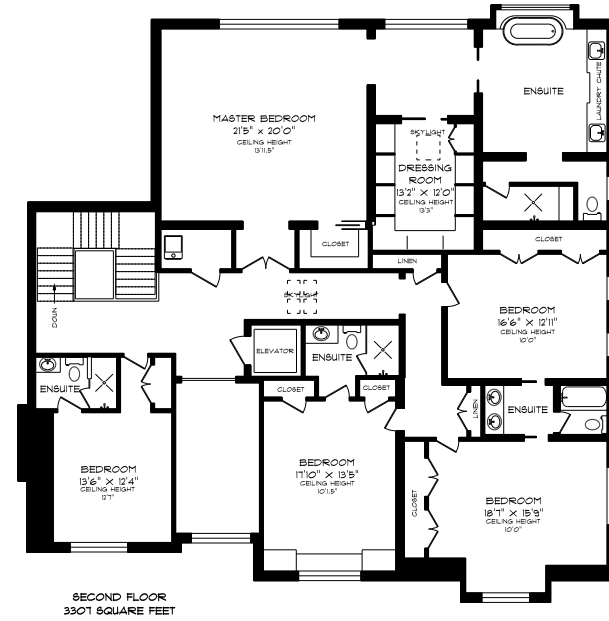 ENSUITE
LAUNDRY CHUTE
MASTER BEDROOM
21'5" x 20'0"
CEILING HEIGHT
13'11.5"
SKYLIGHT
DRESSING
ROOM
13'2" x 12'0"
CEILING HEIGHT
13'3"
CLOSET
CLOSET
LINEN
SKYLIGHT
DOWN
BEDROOM
16'6" x 12'11"
CEILING HEIGHT
10'0"
ELEVATOR
ENSUITE
ENSUITE
CLOSET
CLOSET
LINEN
ENSUITE
BEDROOM
13'6" x 12'4"
CEILING HEIGHT
12'7"
BEDROOM
17'10" x 13'5"
CEILING HEIGHT
10'1.5"
CLOSET
BEDROOM
18'7" x 15'9"
CEILING HEIGHT
10'0"
SECOND FLOOR
3307 SQUARE FEET